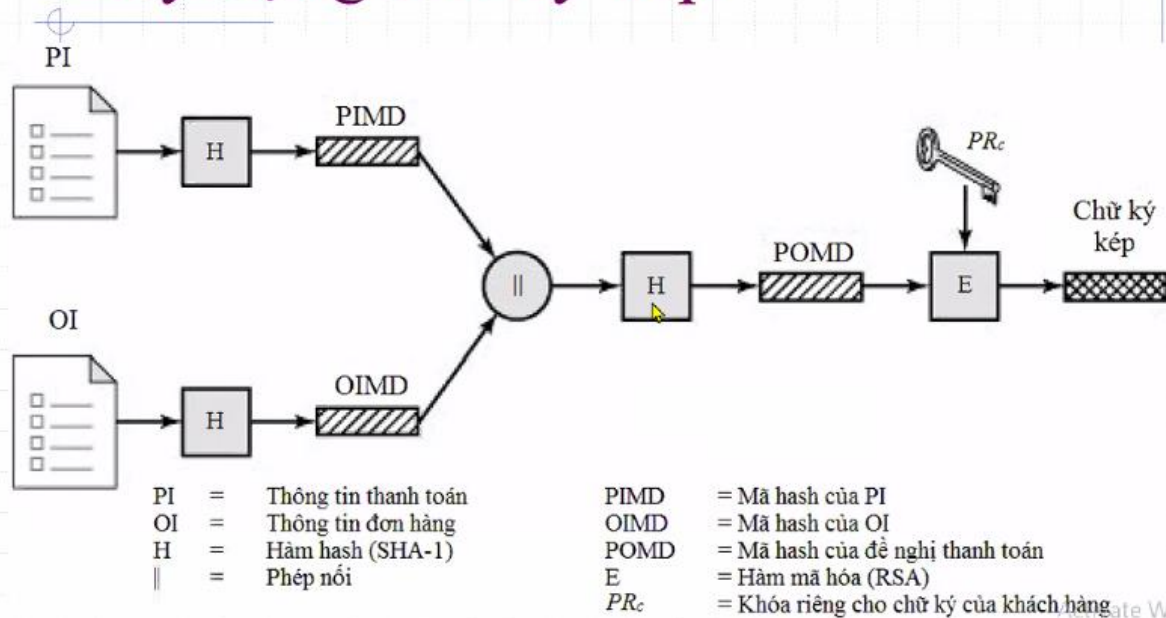 PI
PIMD
H
PRc
Chữ ký
kép
POMD
||
H
E
OI
OIMD
H
PI = Thông tin thanh toán
OI = Thông tin đơn hàng
H = Hàm hash (SHA-1)
|| = Phép nối
PIMD = Mã hash của PI
OIMD = Mã hash của OI
POMD = Mã hash của đề nghị thanh toán
E = Hàm mã hóa (RSA)
PRc = Khóa riêng cho chữ ký của khách hàng